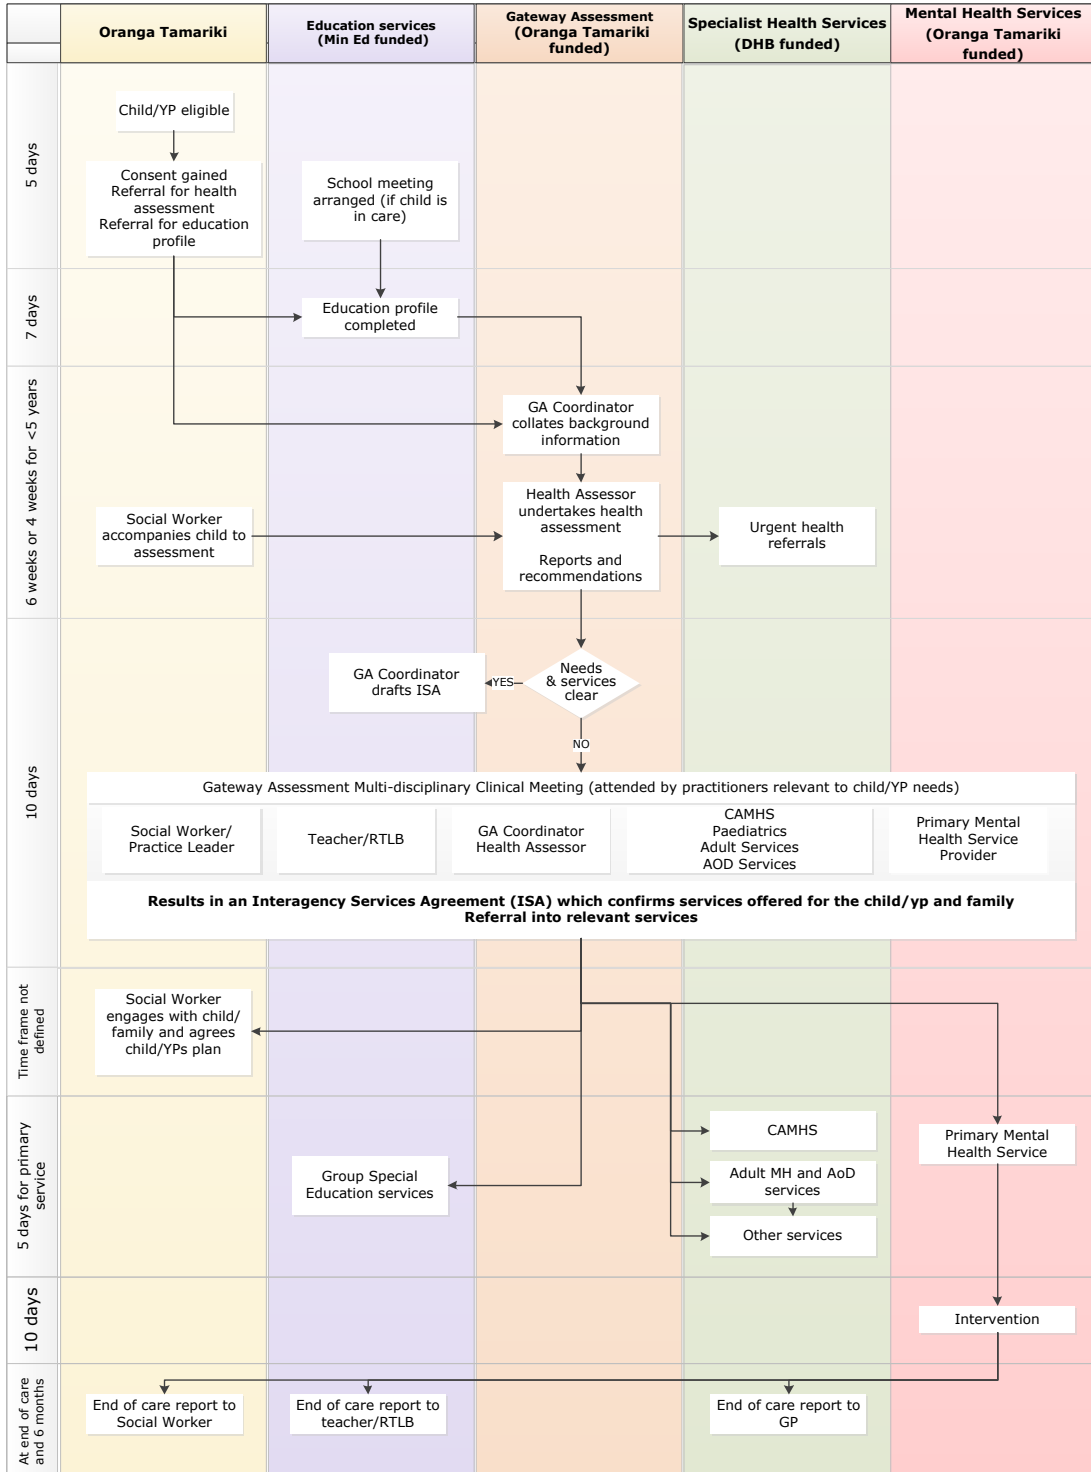 Oranga Tamariki
Education services
(Min Ed funded)
Gateway Assessment
(Oranga Tamariki
funded)
Specialist Health Services
(DHB funded)
Mental Health Services
(Oranga Tamariki
funded)
5 days
Child/YP eligible
Consent gained
Referral for health
assessment
Referral for education
profile
School meeting
arranged (if child is
in care)
7 days
Education profile
completed
6 weeks or 4 weeks for <5 years
GA Coordinator
collates background
information
Social Worker
accompanies child to
assessment
Health Assessor
undertakes health
assessment
Reports and
recommendations
Urgent health
referrals
10 days
GA Coordinator
drafts ISA
YES
Needs
& services
clear
NO
Gateway Assessment Multi-disciplinary Clinical Meeting (attended by practitioners relevant to child/YP needs)
Social Worker/
Practice Leader
Teacher/RTLB
GA Coordinator
Health Assessor
CAMHS
Paediatrics
Adult Services
AOD Services
Primary Mental
Health Service
Provider
Results in an Interagency Services Agreement (ISA) which confirms services offered for the child/yp and family
Referral into relevant services
Time frame not
defined
Social Worker
engages with child/
family and agrees
child/YPs plan
5 days for primary
service
Group Special
Education services
CAMHS
Adult MH and AoD
services
Other services
Primary Mental
Health Service
10 days
Intervention
At end of care
and 6 months
End of care report to
Social Worker
End of care report to
teacher/RTLB
End of care report to
GP